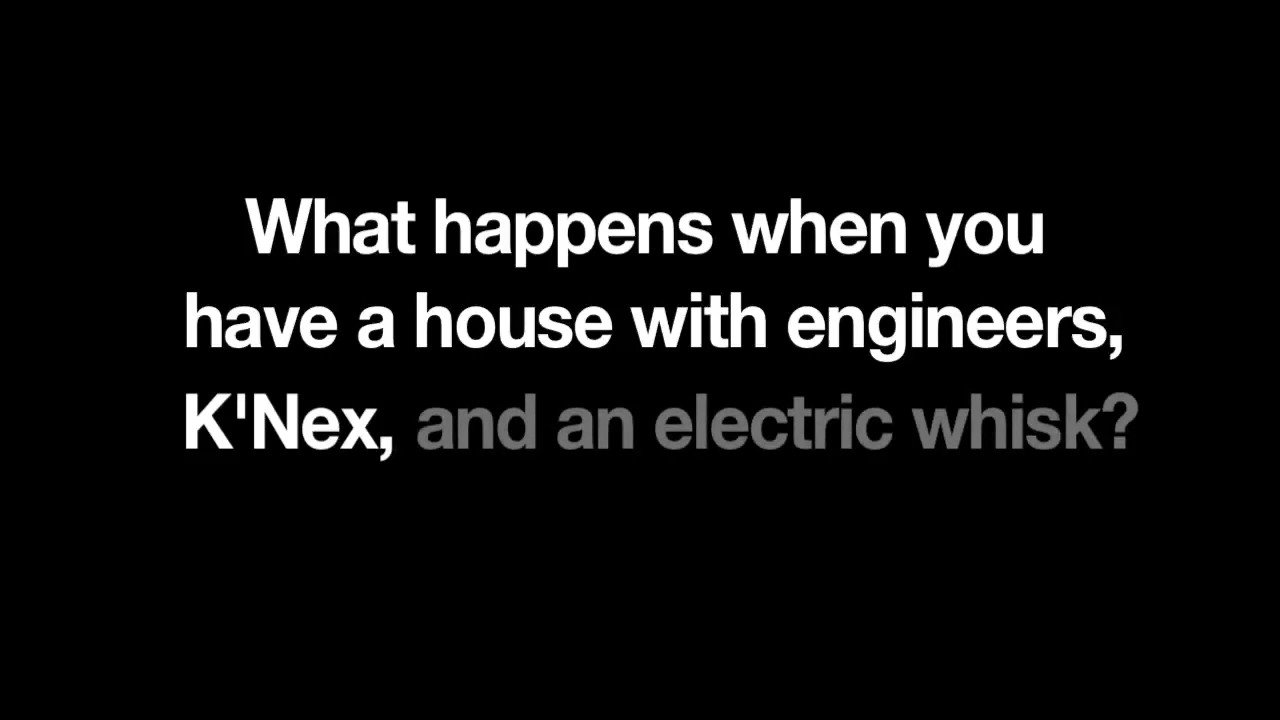 What happens when you
have a house with engineers,
K'Nex, and an electric whisk?